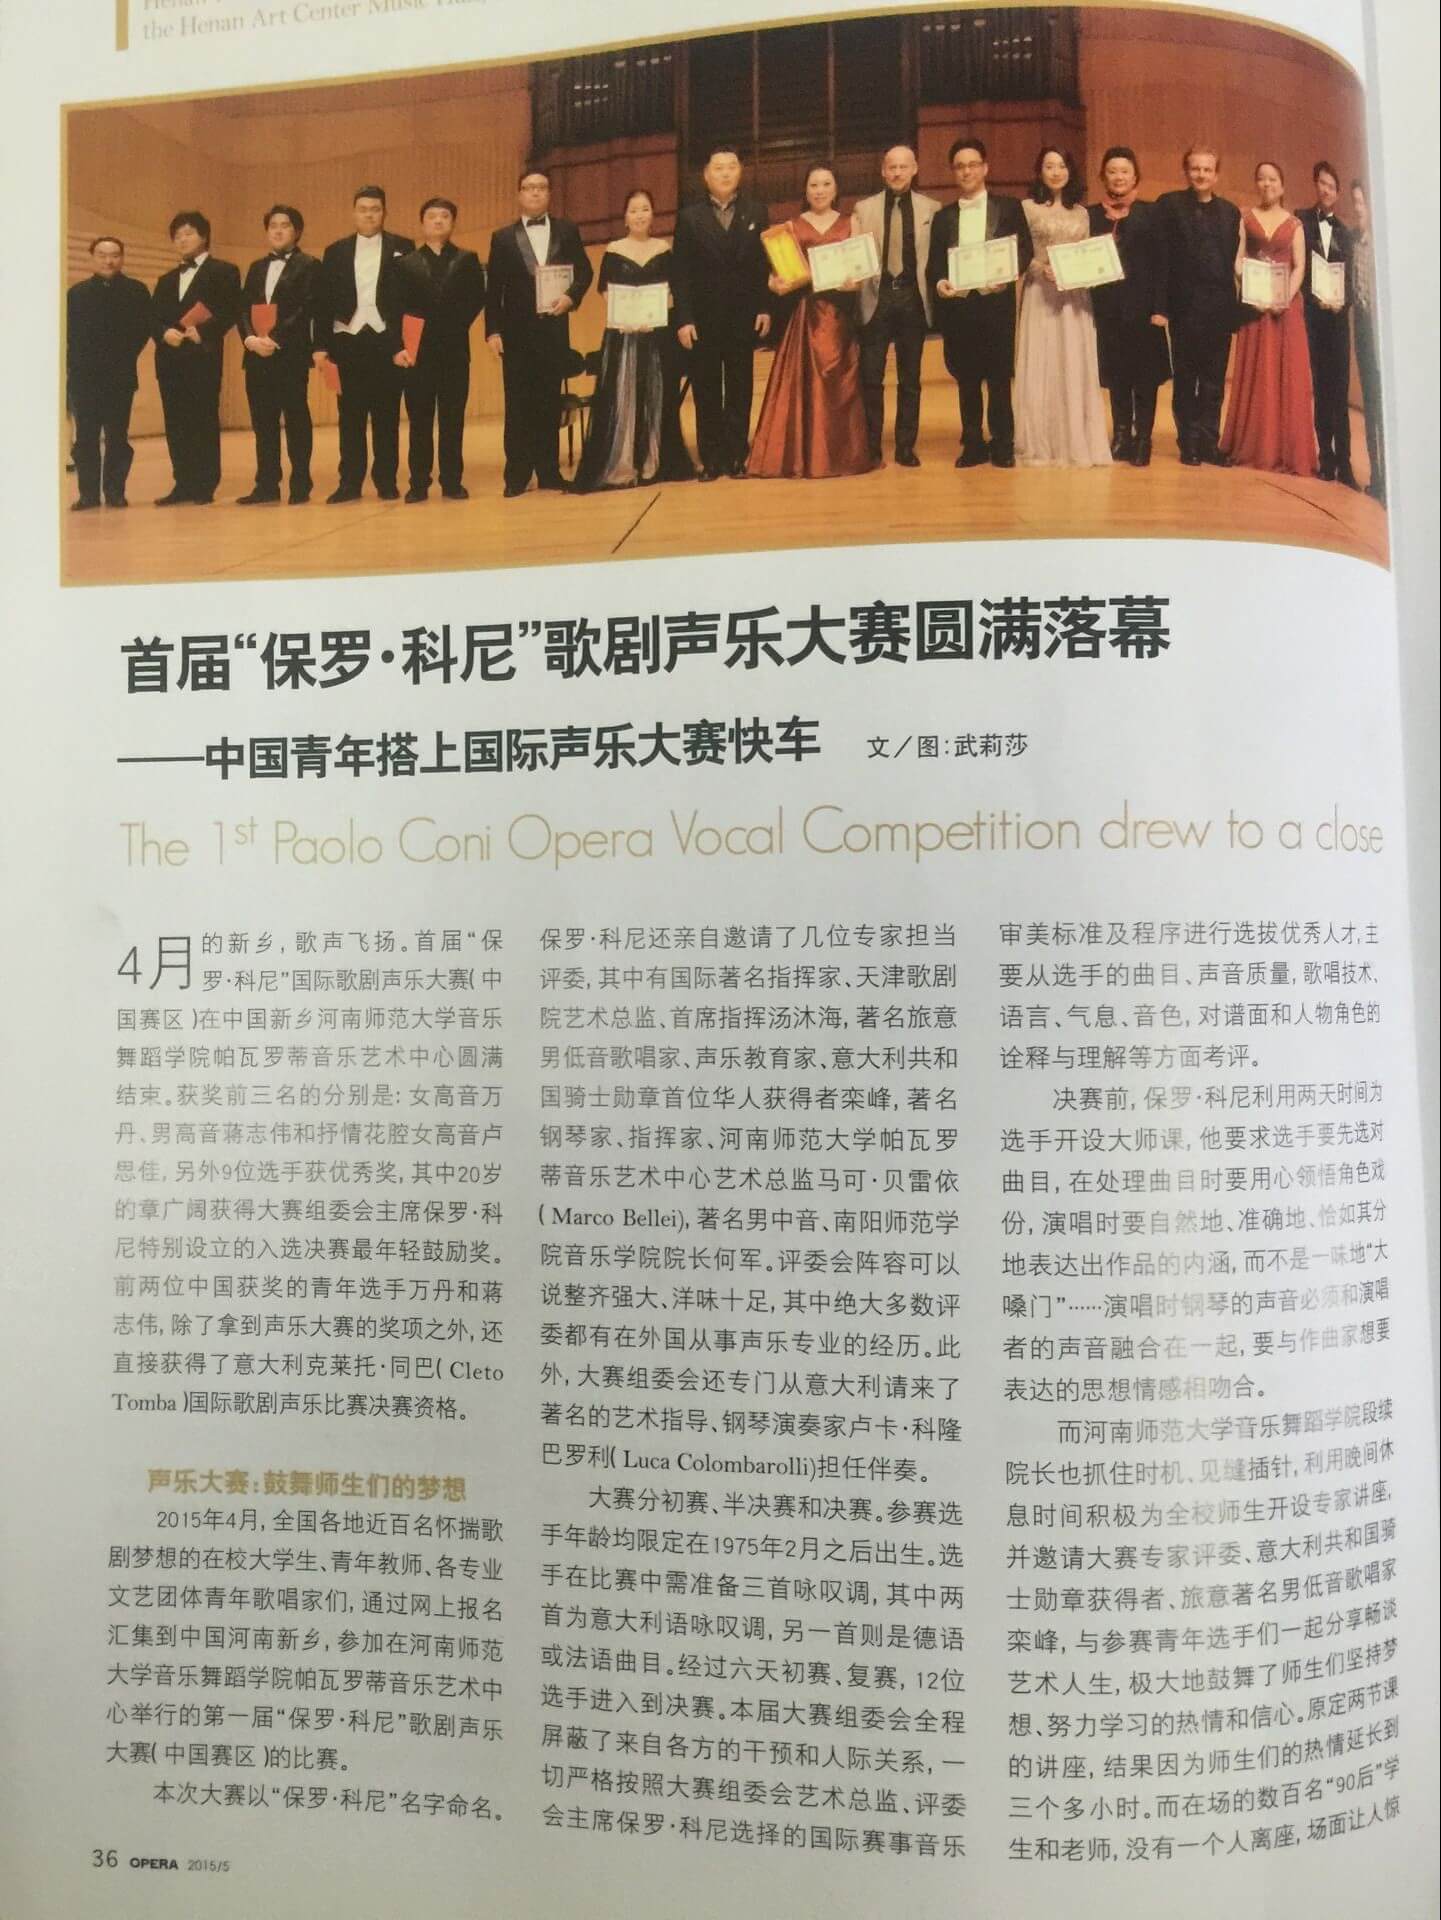 the Henan Art Center Music Hall,
首届“保罗·科尼”歌剧声乐大赛圆满落幕
——中国青年搭上国际声乐大赛快车 文／图：武莉莎
The 1st Paolo Coni Opera Vocal Competition drew to a close
4月的新乡，歌声飞扬。首届“保
罗·科尼”国际歌剧声乐大赛（中
国赛区）在中国新乡河南师范大学音乐
舞蹈学院帕瓦罗蒂音乐艺术中心圆满
结束。获奖前三名的分别是：女高音万
丹、男高音蒋志伟和抒情花腔女高音卢
思佳，另外9位选手获优秀奖，其中20岁
的章广阔获得大赛组委会主席保罗·科
尼特别设立的入选决赛最年轻鼓励奖。
前两位中国获奖的青年选手万丹和蒋
志伟，除了拿到声乐大赛的奖项之外，还
直接获得了意大利克莱托·同巴（Cleto
Tomba）国际歌剧声乐比赛决赛资格。
声乐大赛：鼓舞师生们的梦想
2015年4月，全国各地近百名怀揣歌
剧梦想的在校大学生、青年教师、各专业
文艺团体青年歌唱家们，通过网上报名
汇集到中国河南新乡，参加在河南师范
大学音乐舞蹈学院帕瓦罗蒂音乐艺术中
心举行的第一届“保罗·科尼”歌剧声乐
大赛（中国赛区）的比赛。
本次大赛以“保罗·科尼”名字命名。
保罗·科尼还亲自邀请了几位专家担当
评委，其中有国际著名指挥家、天津歌剧
院艺术总监、首席指挥汤沐海，著名旅意
男低音歌唱家、声乐教育家、意大利共和
国骑士勋章首位华人获得者栾峰，著名
钢琴家、指挥家、河南师范大学帕瓦罗
蒂音乐艺术中心艺术总监马可·贝雷依
（Marco Bellei)，著名男中音、南阳师范学
院音乐学院院长何军。评委会阵容可以
说整齐强大、洋味十足，其中绝大多数评
委都有在外国从事声乐专业的经历。此
外，大赛组委会还专门从意大利请来了
著名的艺术指导、钢琴演奏家卢卡·科隆
巴罗利（Luca Colombarolli)担任伴奏。
大赛分初赛、半决赛和决赛。参赛选
手年龄均限定在1975年2月之后出生。选
手在比赛中需准备三首咏叹调，其中两
首为意大利语咏叹调，另一首则是德语
或法语曲目。经过六天初赛、复赛，12位
选手进入到决赛。本届大赛组委会全程
屏蔽了来自各方的干预和人际关系，一
切严格按照大赛组委会艺术总监、评委
会主席保罗·科尼选择的国际赛事音乐
审美标准及程序进行选拔优秀人才，主
要从选手的曲目、声音质量，歌唱技术、
语言、气息、音色，对谱面和人物角色的
诠释与理解等方面考评。
决赛前，保罗·科尼利用两天时间为
选手开设大师课，他要求选手要先选对
曲目，在处理曲目时要用心领悟角色戏
份，演唱时要自然地、准确地、恰如其分
地表达出作品的内涵，而不是一味地“大
嗓门”……演唱时钢琴的声音必须和演唱
者的声音融合在一起，要与作曲家想要
表达的思想情感相吻合。
而河南师范大学音乐舞蹈学院段续
院长也抓住时机、见缝插针，利用晚间休
息时间积极为全校师生开设专家讲座，
并邀请大赛专家评委、意大利共和国骑
士勋章获得者、旅意著名男低音歌唱家
栾峰，与参赛青年选手们一起分享畅谈
艺术人生，极大地鼓舞了师生们坚持梦
想、努力学习的热情和信心。原定两节课
的讲座，结果因为师生们的热情延长到
三个多小时。而在场的数百名“90后”学
生和老师，没有一个人离座，场面让人惊
36 OPERA 2015/5